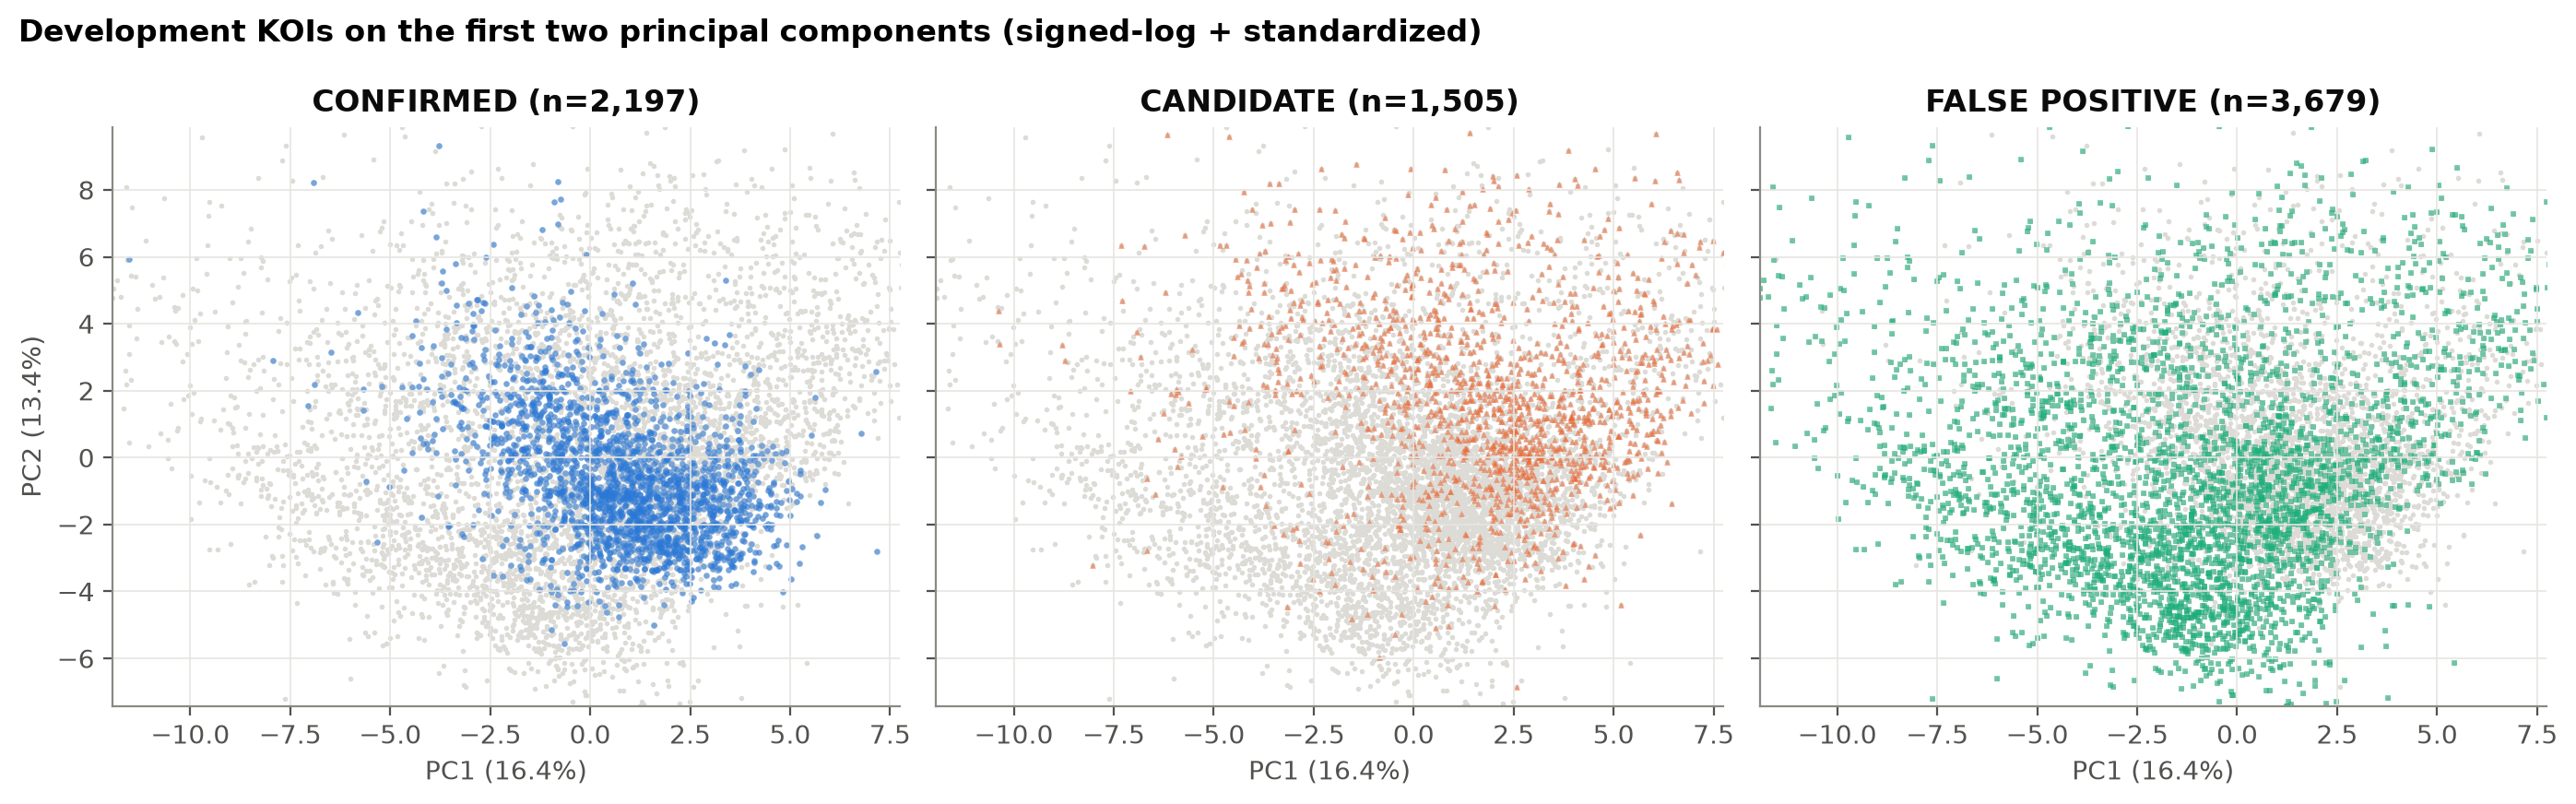 Development KOIs on the first two principal components (signed-log + standardized)
CONFIRMED (n=2,197)
CANDIDATE (n=1,505)
FALSE POSITIVE (n=3,679)
PC2 (13.4%)
8
6
4
2
0
−2
−4
−6
−10.0 −7.5 −5.0 −2.5 0.0 2.5 5.0 7.5
−10.0 −7.5 −5.0 −2.5 0.0 2.5 5.0 7.5
−10.0 −7.5 −5.0 −2.5 0.0 2.5 5.0 7.5
PC1 (16.4%)
PC1 (16.4%)
PC1 (16.4%)